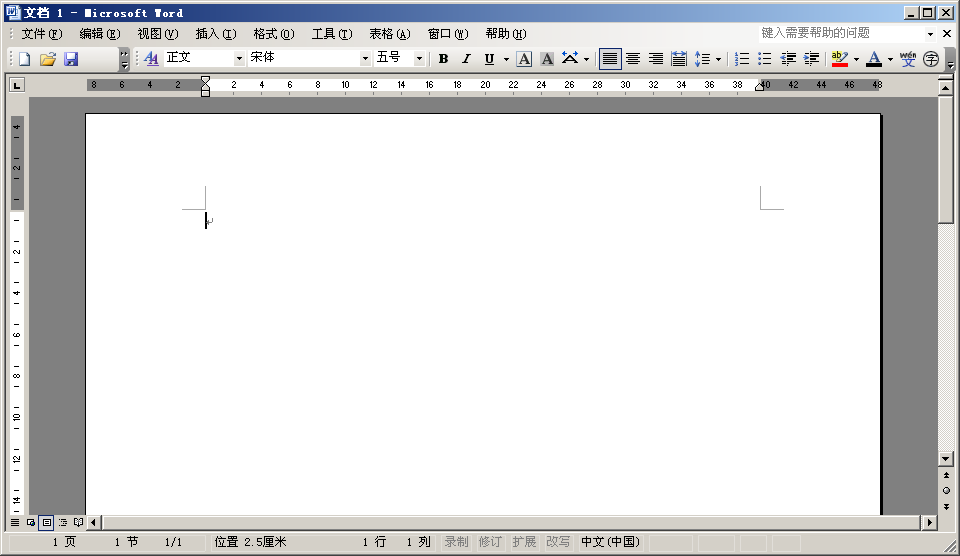 文档 1 - Microsoft Word
文件(F) 编辑(E) 视图(V) 插入(I) 格式(O) 工具(T) 表格(A) 窗口(W) 帮助(H) 键入需要帮助的问题
正文 宋体 五号 B I U A A A ab A wén 文 字
L 8 6 4 2 2 4 6 8 10 12 14 16 18 20 22 24 26 28 30 32 34 36 38 40 42 44 46 48
4
2
2
4
6
8
10
12
14
1 页 1 节 1/1 位置 2.5厘米 1 行 1 列 录制 修订 扩展 改写 中文(中国)